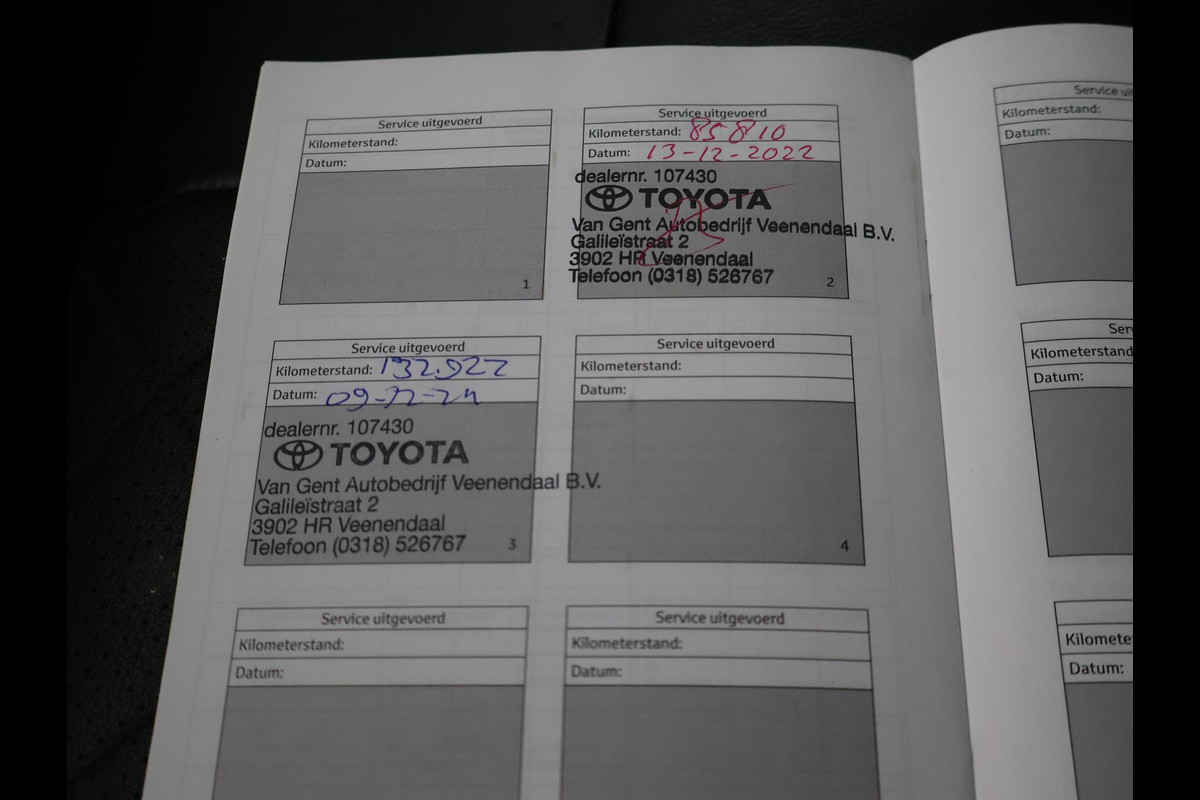 Service uitgevoerd
Kilometerstand:
Datum:
1
Service uitgevoerd
Kilometerstand: 85810
Datum: 13-12-2022
dealernr. 107430
TOYOTA
Van Gent Autobedrijf Veenendaal B.V.
Galileïstraat 2
3902 HR Veenendaal
Telefoon (0318) 526767
2
Service uitgevoerd
Kilometerstand: 132.922
Datum: 09-12-24
dealernr. 107430
TOYOTA
Van Gent Autobedrijf Veenendaal B.V.
Galileïstraat 2
3902 HR Veenendaal
Telefoon (0318) 526767
3
Service uitgevoerd
Kilometerstand:
Datum:
4
Service uitgevoerd
Kilometerstand:
Datum:
Service uitgevoerd
Kilometerstand:
Datum:
Service
Kilometerstand:
Datum:
Kilometerstand
Datum:
Datum: